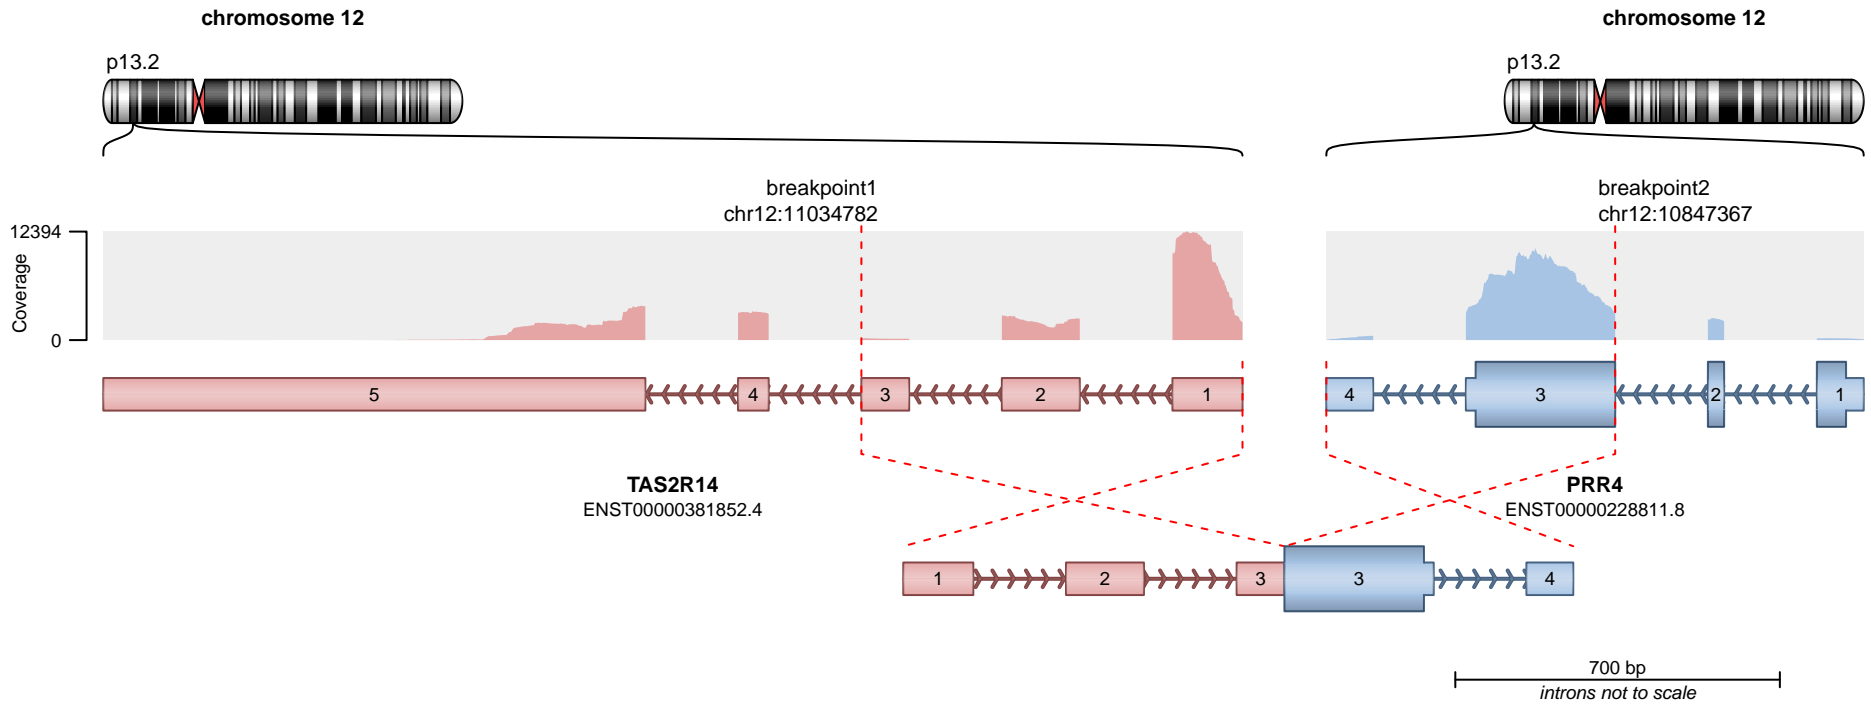 chromosome 12
chromosome 12
p13.2
p13.2
breakpoint1
chr12:11034782
breakpoint2
chr12:10847367
12394
Coverage
0
5
4
3
2
1
4
3
2
1
TAS2R14
ENST00000381852.4
PRR4
ENST00000228811.8
1
2
3
3
4
700 bp
introns not to scale